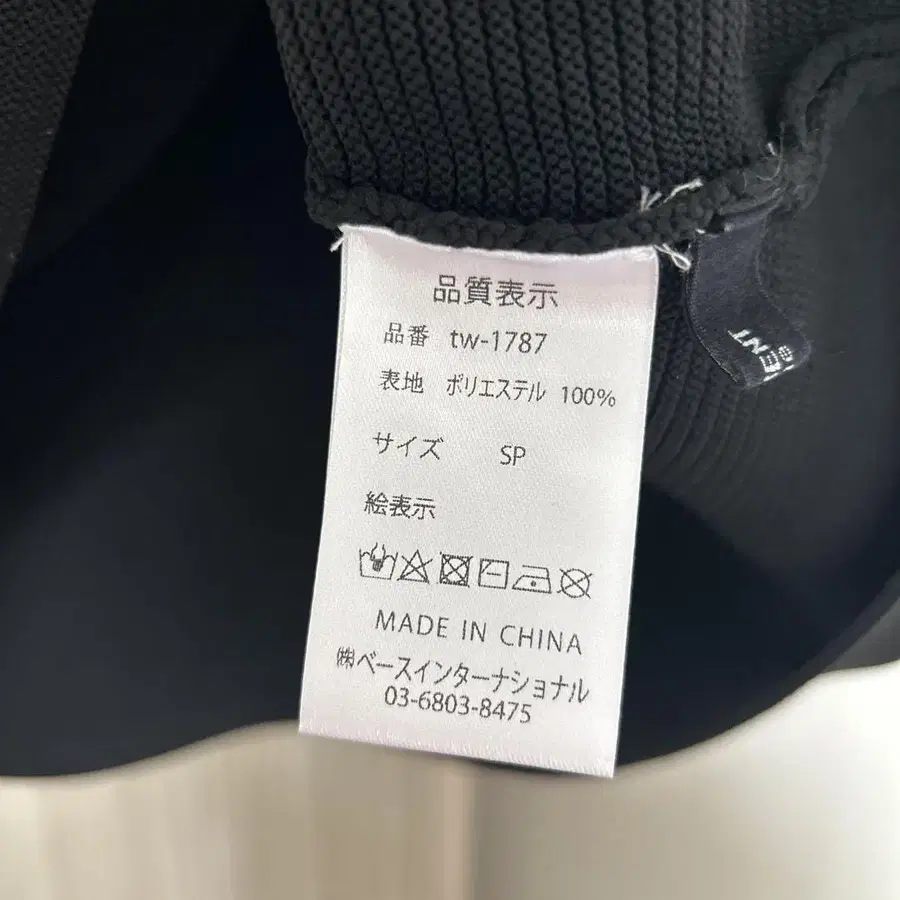 品質表示
品番 tw-1787
表地 ポリエステル 100%
サイズ SP
絵表示
MADE IN CHINA
㈱ベースインターナショナル
03-6803-8475